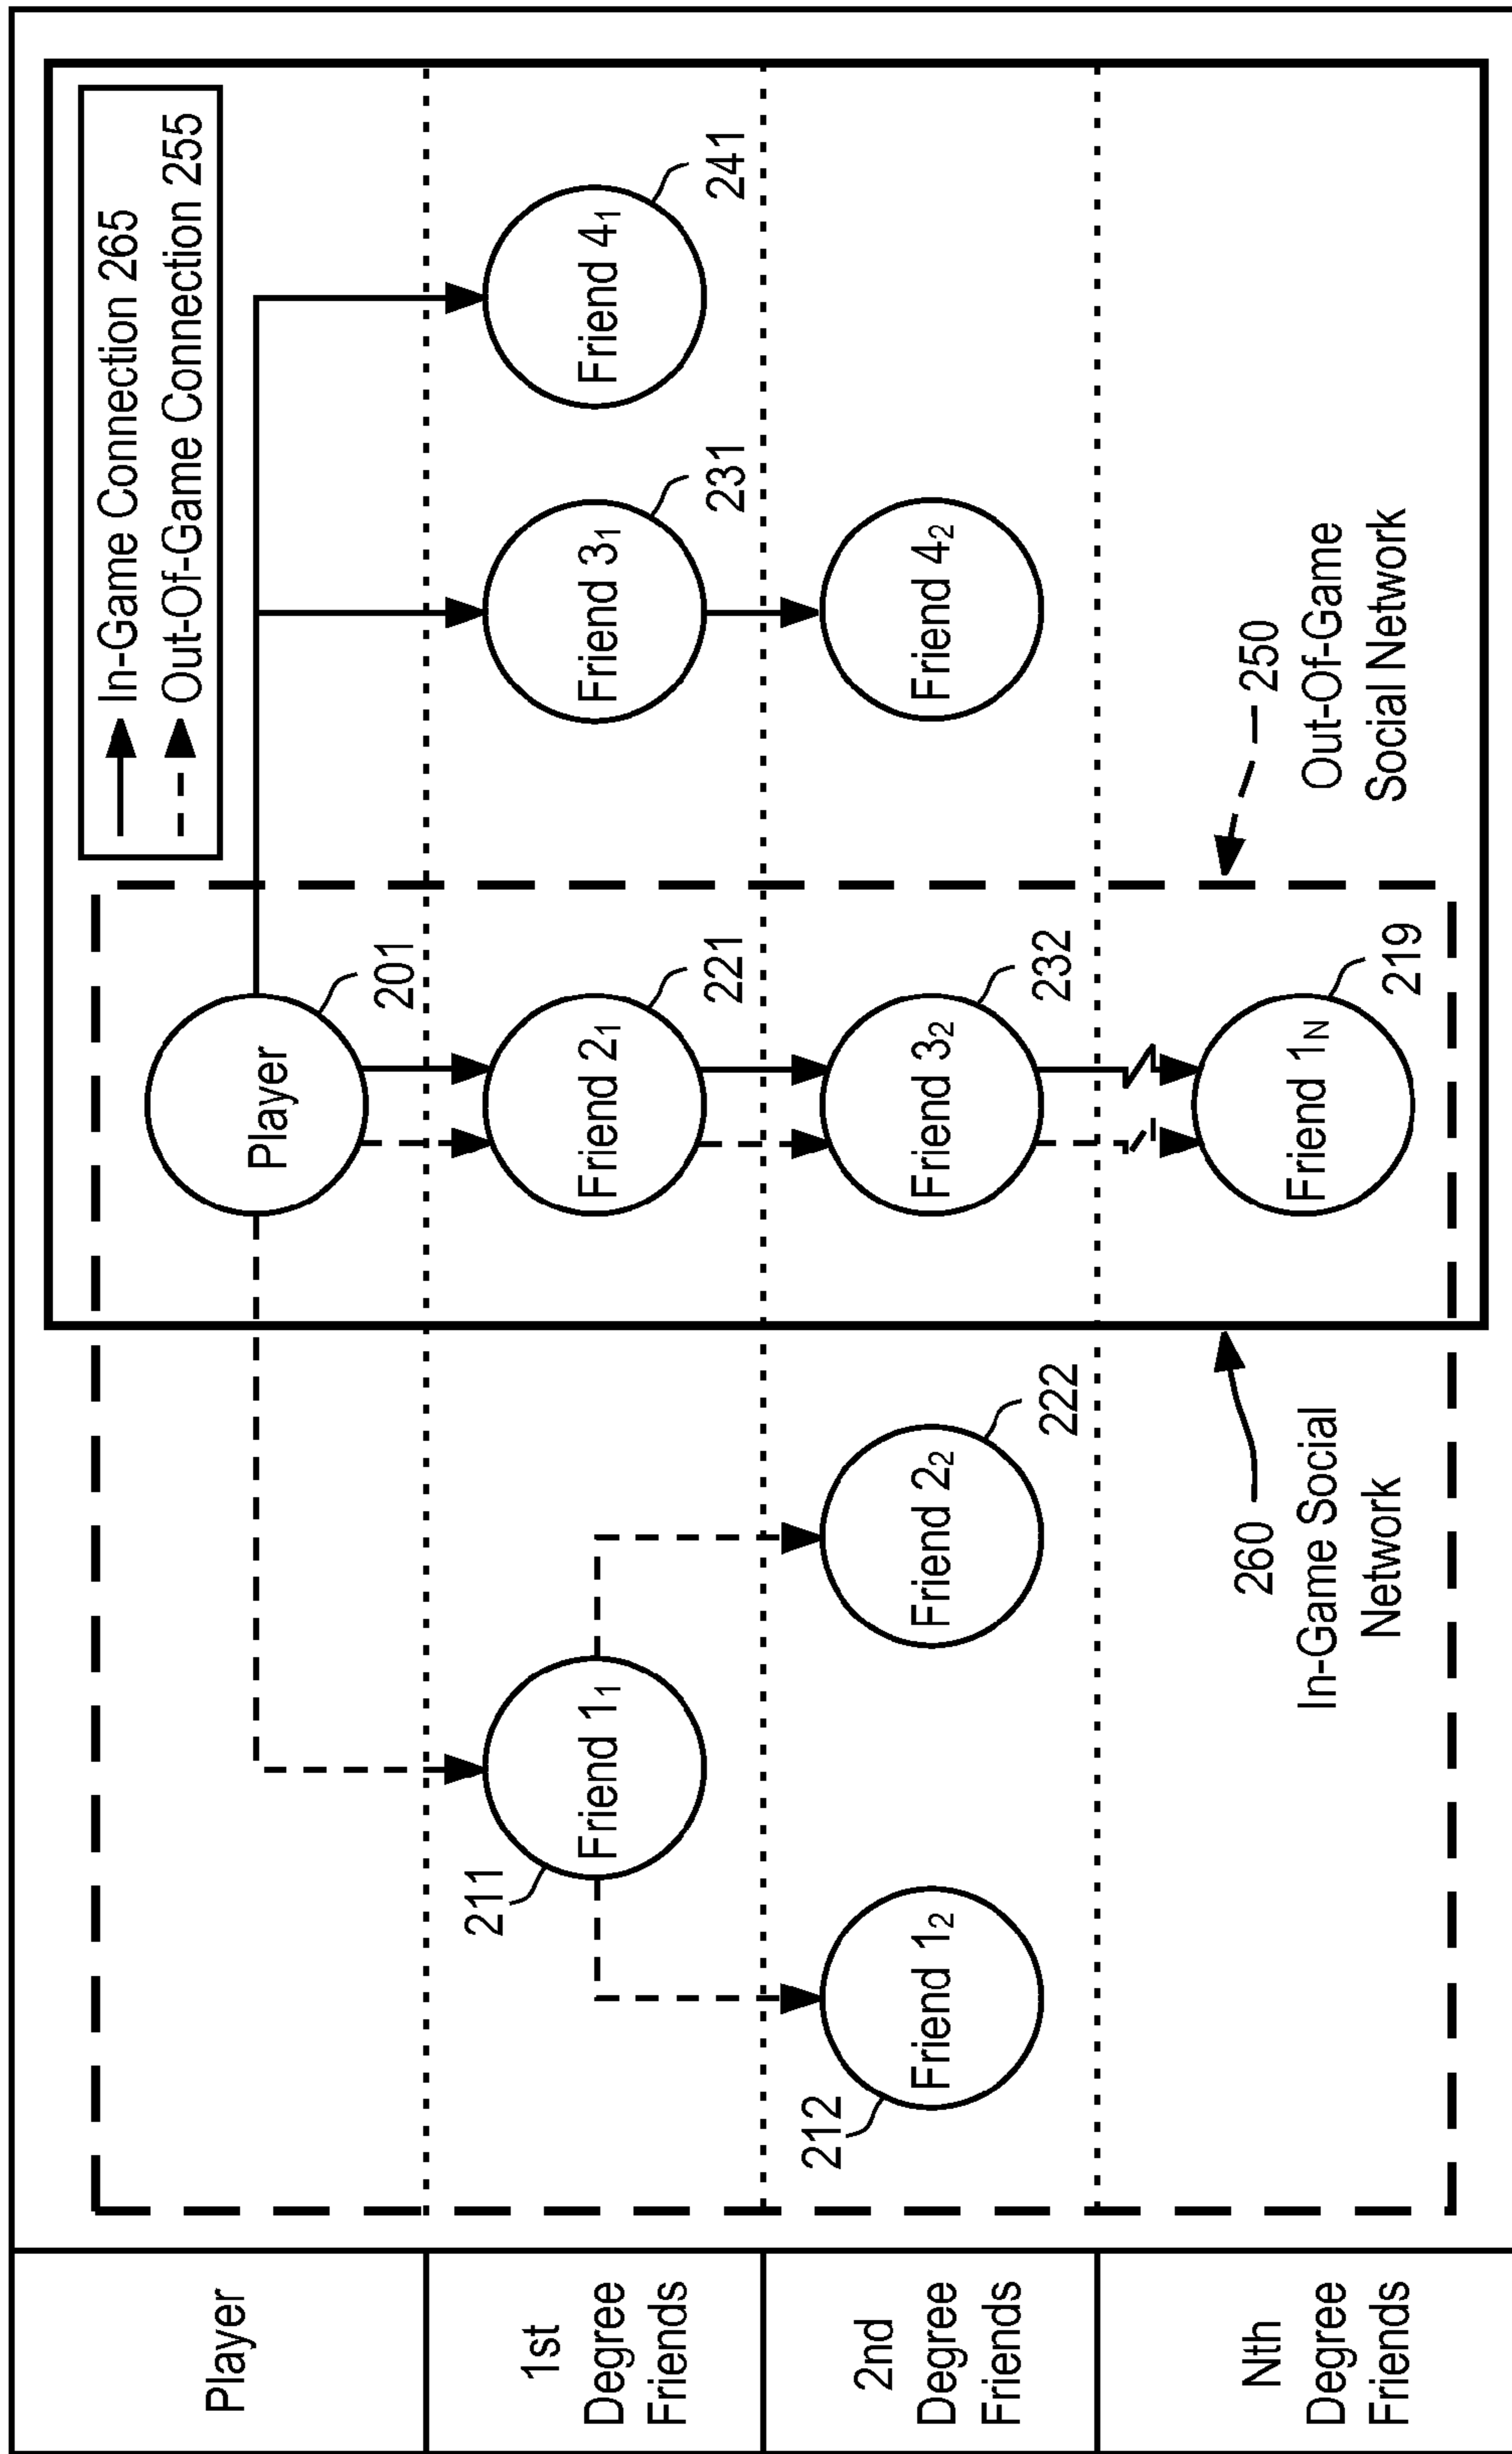 Player
1st
Degree
Friends
2nd
Degree
Friends
Nth
Degree
Friends
In-Game Connection 265
Out-Of-Game Connection 255
Player
201
211
Friend 1₁
Friend 2₁
221
Friend 3₁
231
Friend 4₁
241
212
Friend 1₂
Friend 2₂
222
Friend 3₂
232
Friend 4₂
260
In-Game Social
Network
Friend 1ₙ
219
250
Out-Of-Game
Social Network